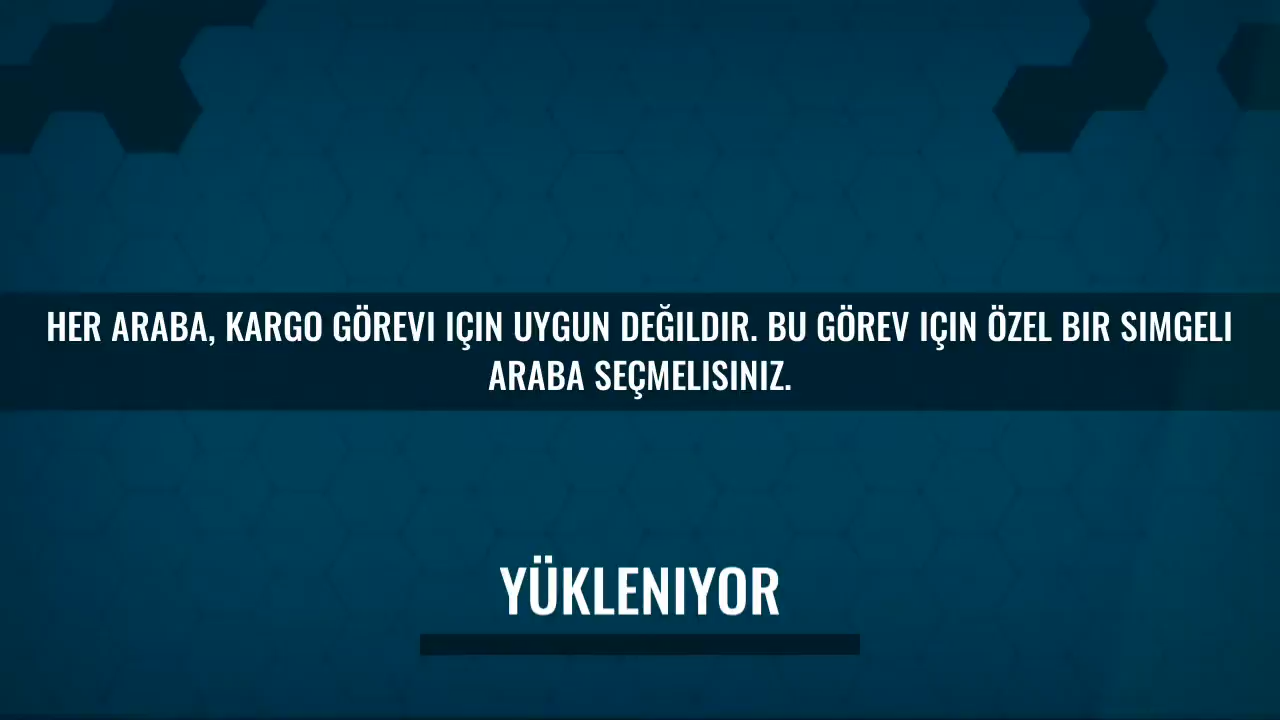 HER ARABA, KARGO GÖREVI IÇIN UYGUN DEĞILDIR. BU GÖREV IÇIN ÖZEL BIR SIMGELI
ARABA SEÇMELISINIZ.
YÜKLENIYOR